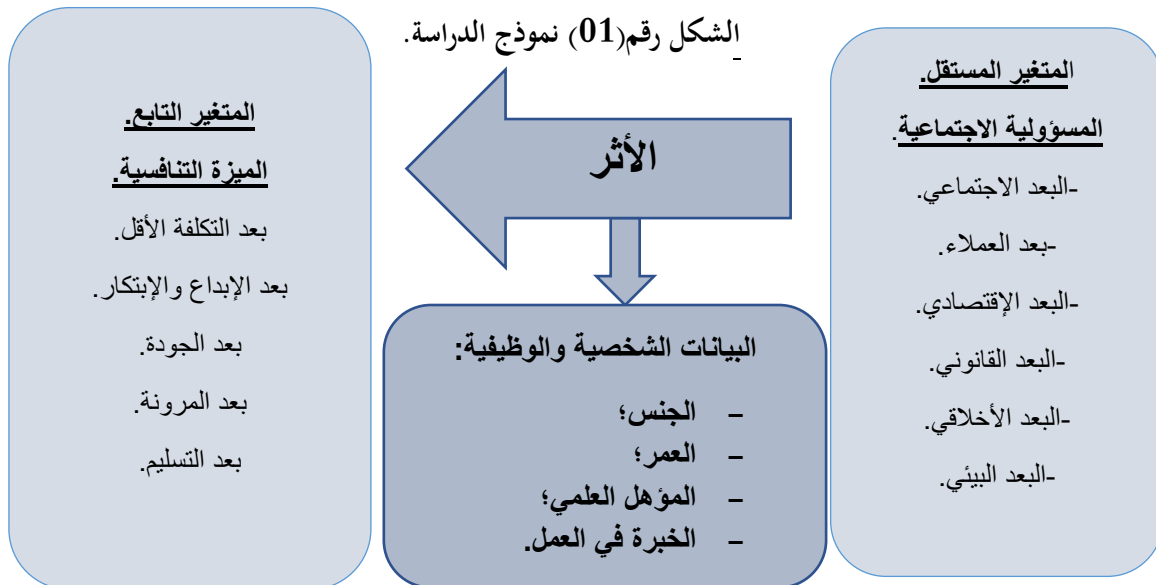 الشكل رقم(01) نموذج الدراسة.
المتغير المستقل.
المسؤولية الاجتماعية.
-البعد الاجتماعي.
-بعد العملاء.
-البعد الإقتصادي.
-البعد القانوني.
-البعد الأخلاقي.
-البعد البيئي.
الأثر
المتغير التابع.
الميزة التنافسية.
بعد التكلفة الأقل.
بعد الإبداع والإبتكار.
بعد الجودة.
بعد المرونة.
بعد التسليم.
البيانات الشخصية والوظيفية:
– الجنس؛
– العمر؛
– المؤهل العلمي؛
– الخبرة في العمل.